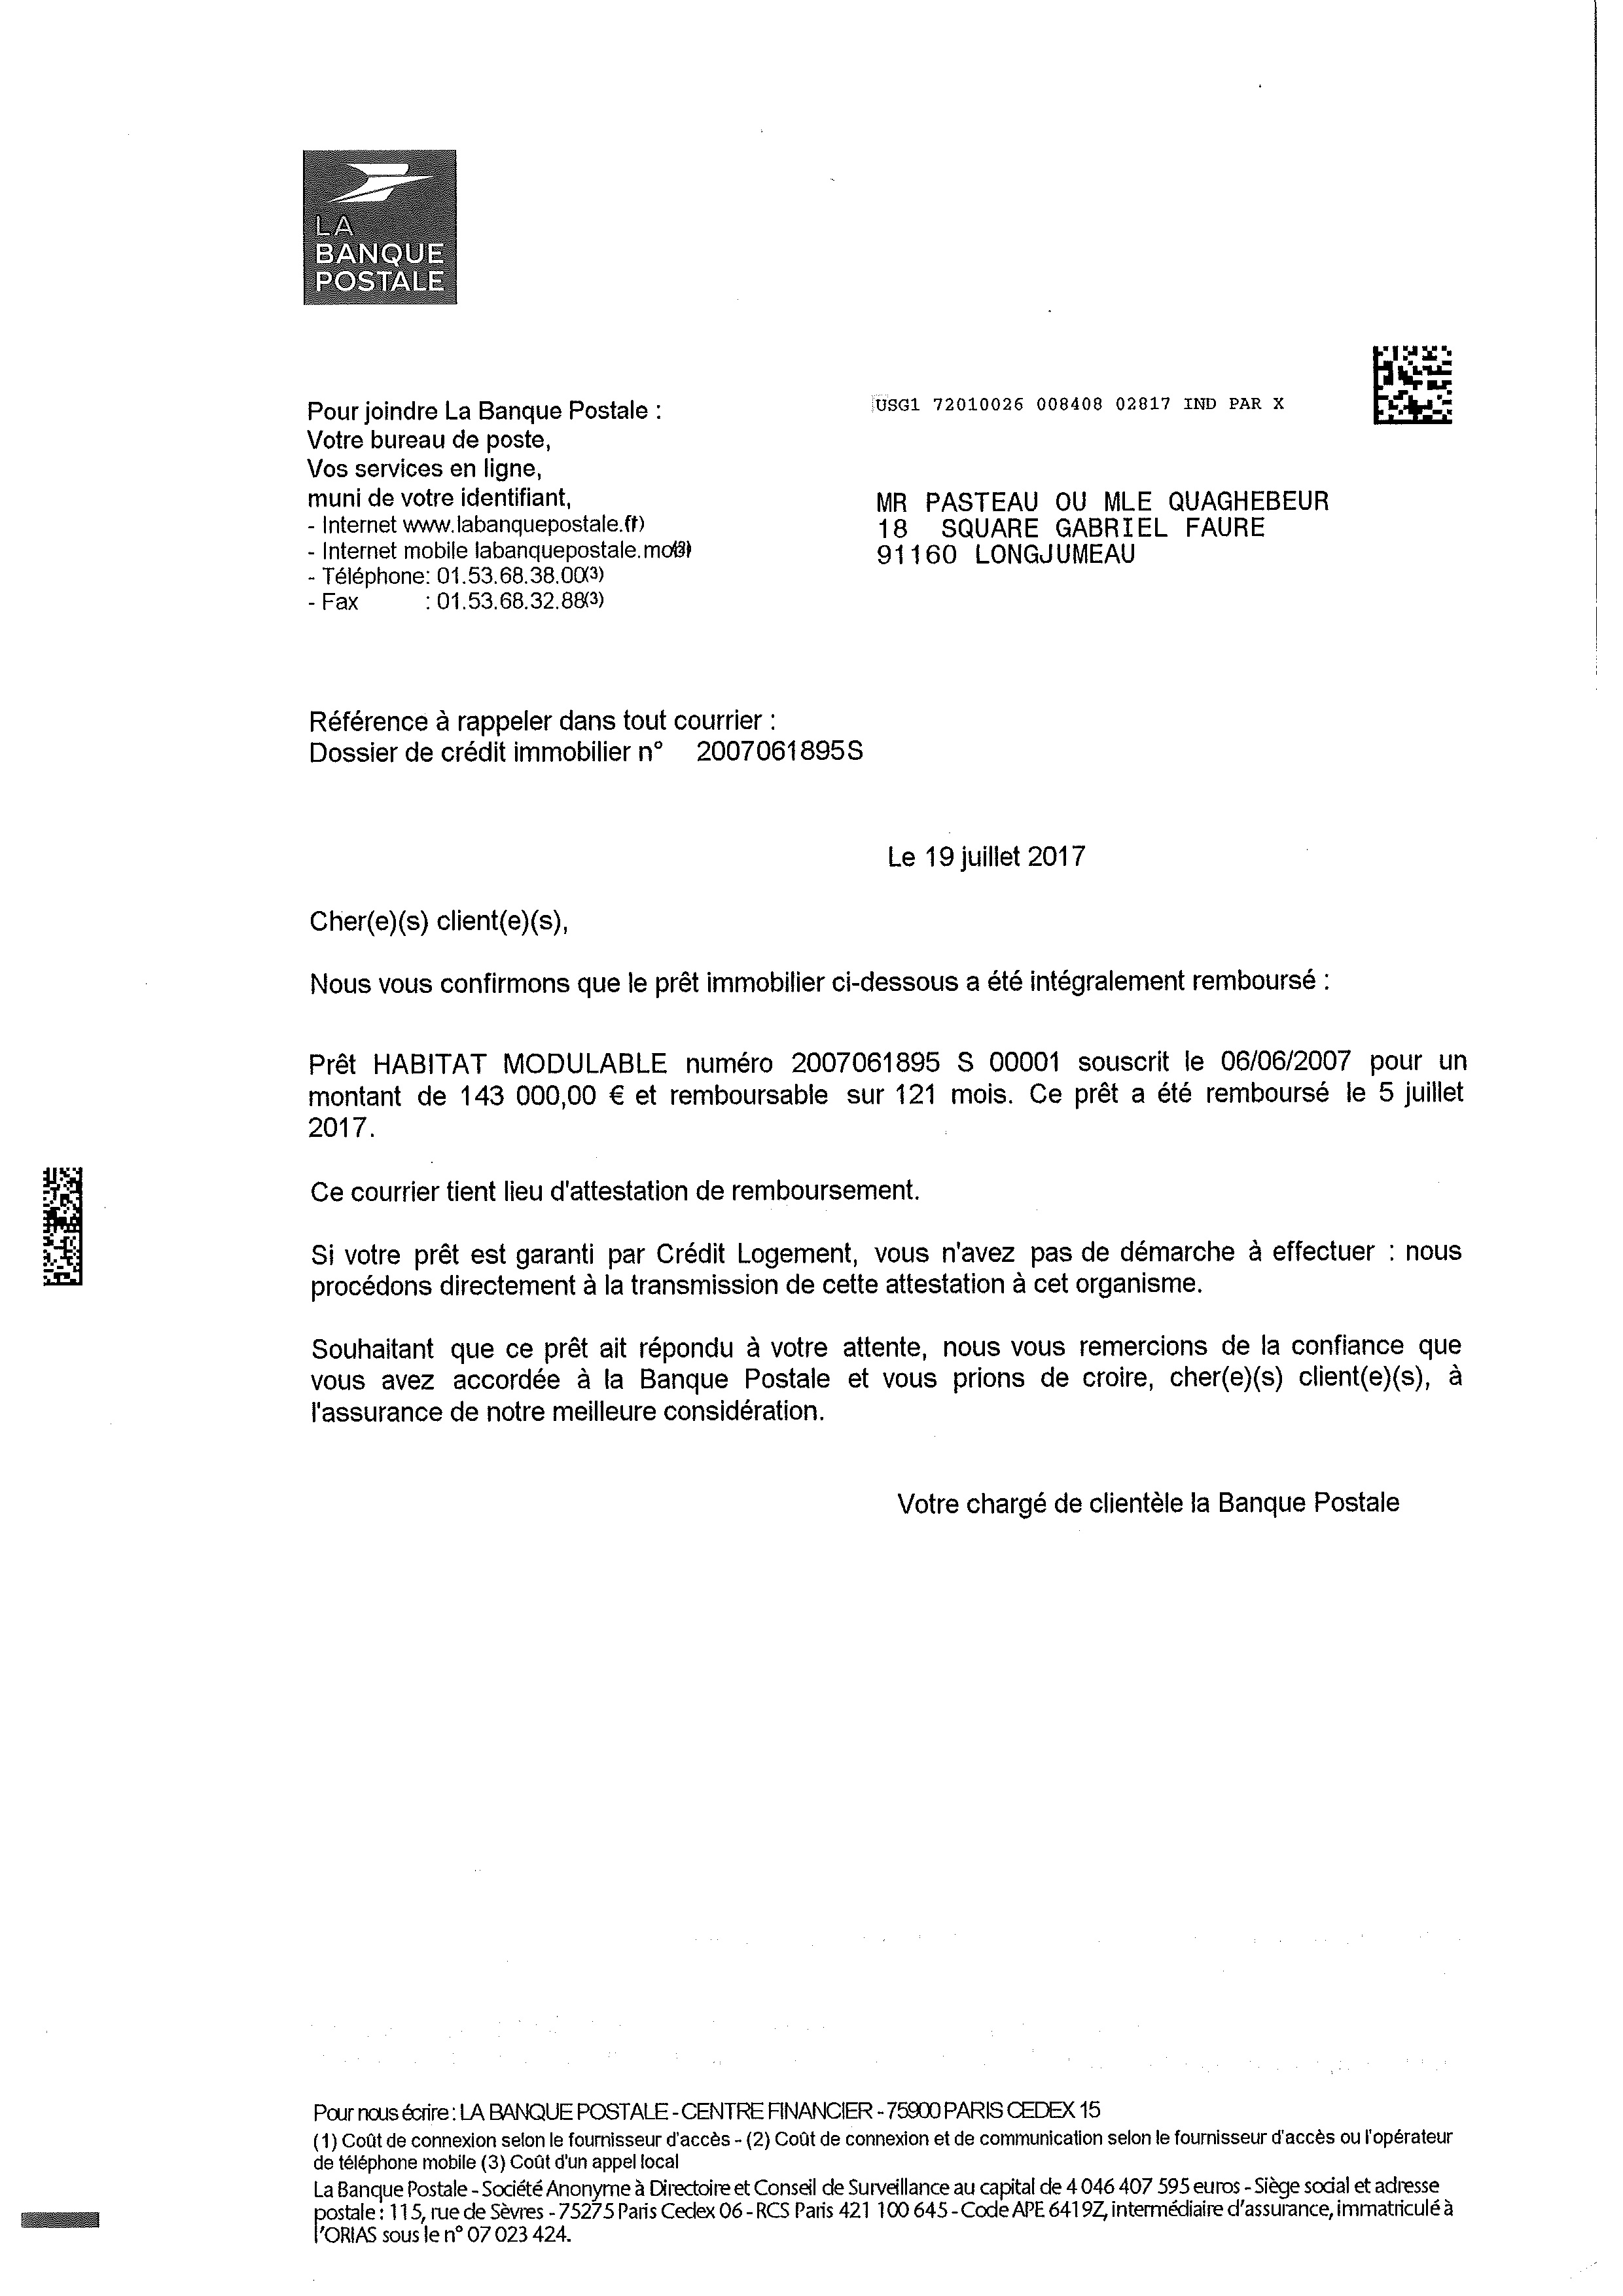 LA
BANQUE
POSTALE
Pour joindre La Banque Postale :
Votre bureau de poste,
Vos services en ligne,
muni de votre identifiant,
- Internet www.labanquepostale.fr
- Internet mobile labanquepostale.mobi
- Téléphone: 01.53.68.38.00(3)
- Fax : 01.53.68.32.88(3)
USG1 72010026 008408 02817 IND PAR X
MR PASTEAU OU MLE QUAGHEBEUR
18 SQUARE GABRIEL FAURE
91160 LONGJUMEAU
Référence à rappeler dans tout courrier :
Dossier de crédit immobilier n° 2007061895S
Le 19 juillet 2017
Cher(e)(s) client(e)(s),
Nous vous confirmons que le prêt immobilier ci-dessous a été intégralement remboursé :
Prêt HABITAT MODULABLE numéro 2007061895 S 00001 souscrit le 06/06/2007 pour un
montant de 143 000,00 € et remboursable sur 121 mois. Ce prêt a été remboursé le 5 juillet
2017.
Ce courrier tient lieu d'attestation de remboursement.
Si votre prêt est garanti par Crédit Logement, vous n'avez pas de démarche à effectuer : nous
procédons directement à la transmission de cette attestation à cet organisme.
Souhaitant que ce prêt ait répondu à votre attente, nous vous remercions de la confiance que
vous avez accordée à la Banque Postale et vous prions de croire, cher(e)(s) client(e)(s), à
l'assurance de notre meilleure considération.
Votre chargé de clientèle la Banque Postale
Pour nous écrire : LA BANQUE POSTALE - CENTRE FINANCIER - 75900 PARIS CEDEX 15
(1) Coût de connexion selon le fournisseur d'accès - (2) Coût de connexion et de communication selon le fournisseur d'accès ou l'opérateur
de téléphone mobile (3) Coût d'un appel local
La Banque Postale - Société Anonyme à Directoire et Conseil de Surveillance au capital de 4 046 407 595 euros - Siège social et adresse
postale : 115, rue de Sèvres - 75275 Paris Cedex 06 - RCS Paris 421 100 645 - Code APE 6419Z, intermédiaire d'assurance, immatriculé à
l'ORIAS sous le n° 07 023 424.